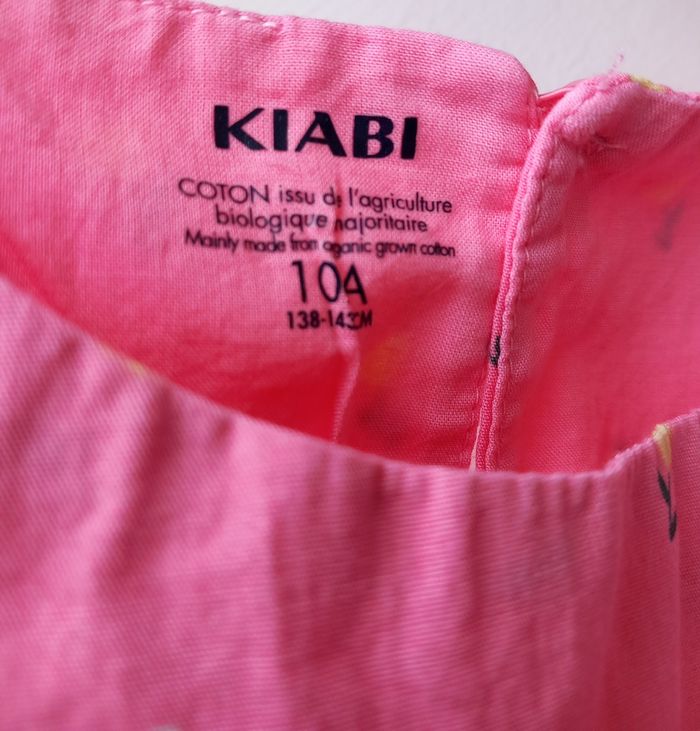 KIABI
COTON issu de l'agriculture
biologique majoritaire
Mainly made from organic grown cotton
10A
138-143CM